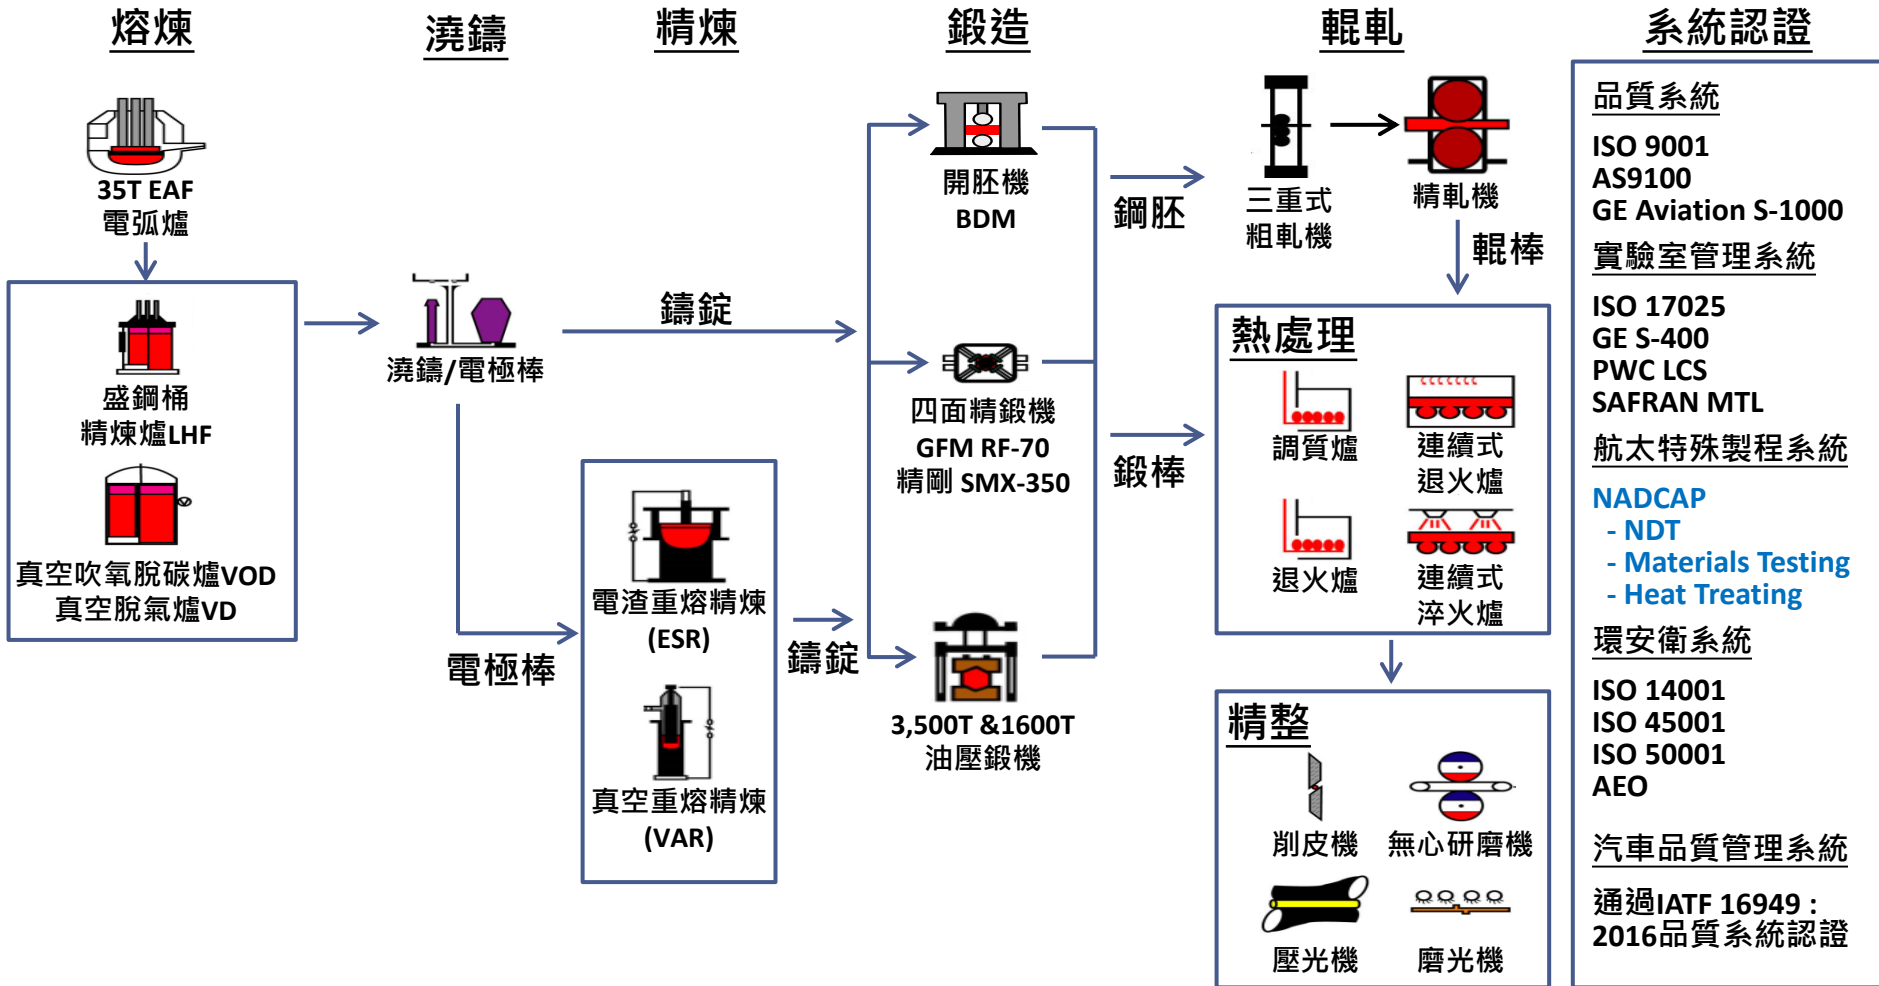 熔煉
澆鑄
精煉
鍛造
輥軋
系統認證
35T EAF
電弧爐
盛鋼桶
精煉爐LHF
真空吹氧脫碳爐VOD
真空脫氣爐VD
澆鑄/電極棒
鑄錠
電極棒
電渣重熔精煉
(ESR)
真空重熔精煉
(VAR)
鑄錠
開胚機
BDM
四面精鍛機
GFM RF-70
精剛 SMX-350
3,500T &1600T
油壓鍛機
鋼胚
鍛棒
三重式
粗軋機
精軋機
輥棒
熱處理
調质爐
連續式
退火爐
退火爐
連續式
淬火爐
精整
削皮機
無心研磨機
壓光機
磨光機
品質系統
ISO 9001
AS9100
GE Aviation S-1000
實驗室管理系統
ISO 17025
GE S-400
PWC LCS
SAFRAN MTL
航太特殊製程系統
NADCAP
- NDT
- Materials Testing
- Heat Treating
環安衛系統
ISO 14001
ISO 45001
ISO 50001
AEO
汽車品質管理系統
通過IATF 16949 :
2016品質系統認證